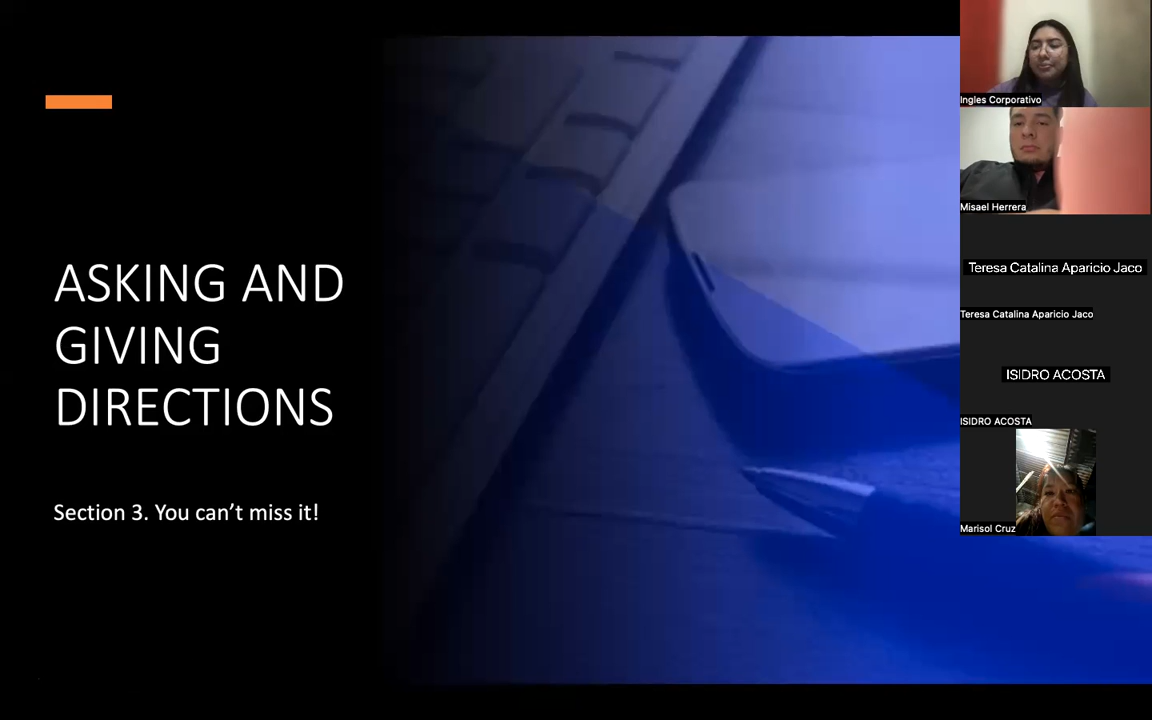 ASKING AND
GIVING
DIRECTIONS
Section 3. You can't miss it!
Ingles Corporativo
Misael Herrera
Teresa Catalina Aparicio Jaco
Teresa Catalina Aparicio Jaco
ISIDRO ACOSTA
ISIDRO ACOSTA
Marisol Cruz